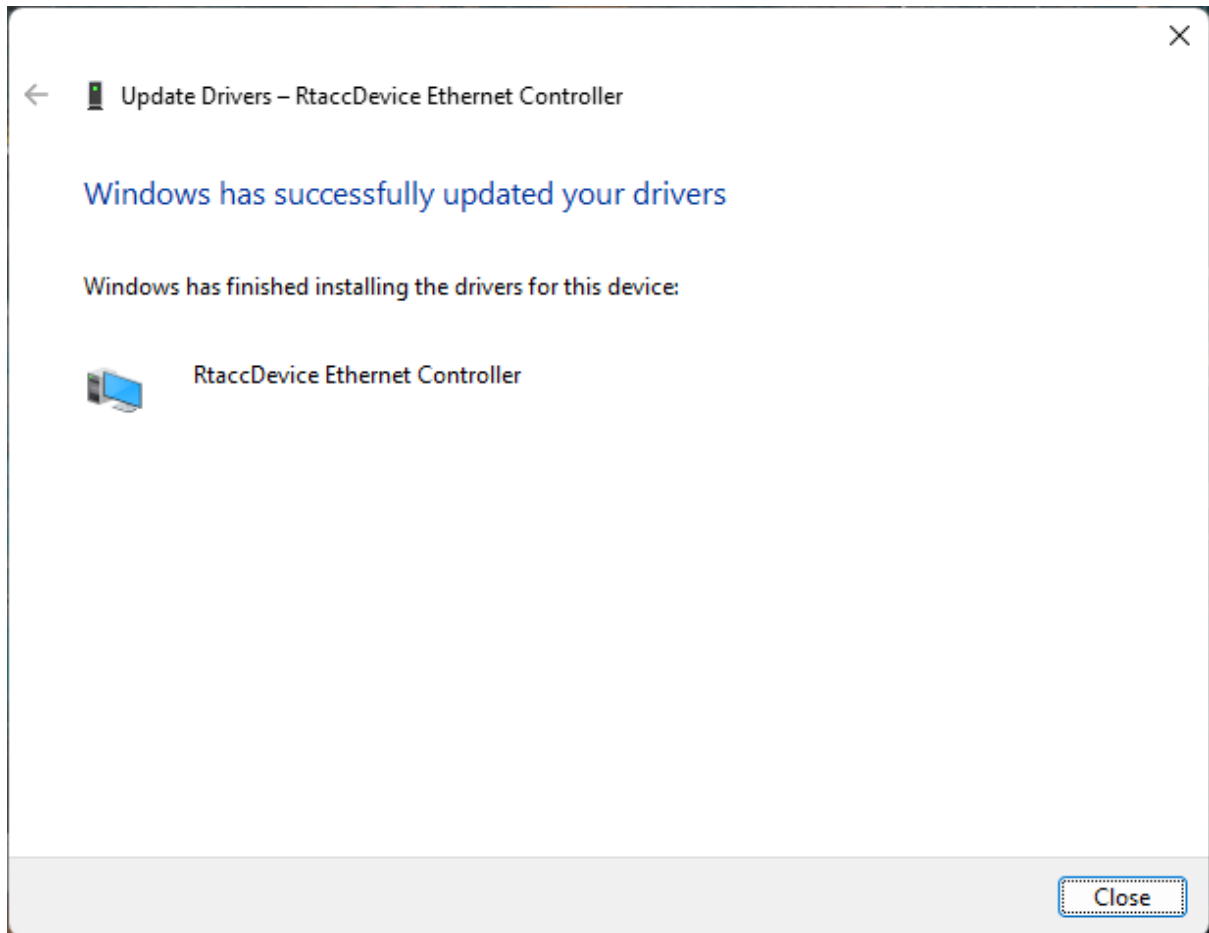 Update Drivers – RtaccDevice Ethernet Controller
Windows has successfully updated your drivers
Windows has finished installing the drivers for this device:
RtaccDevice Ethernet Controller
Close